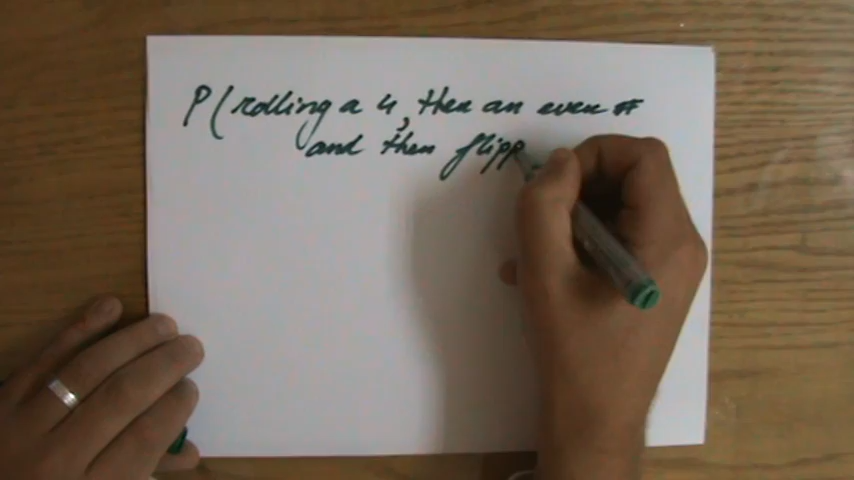 P(rolling a 4, then an even #
and then flipp